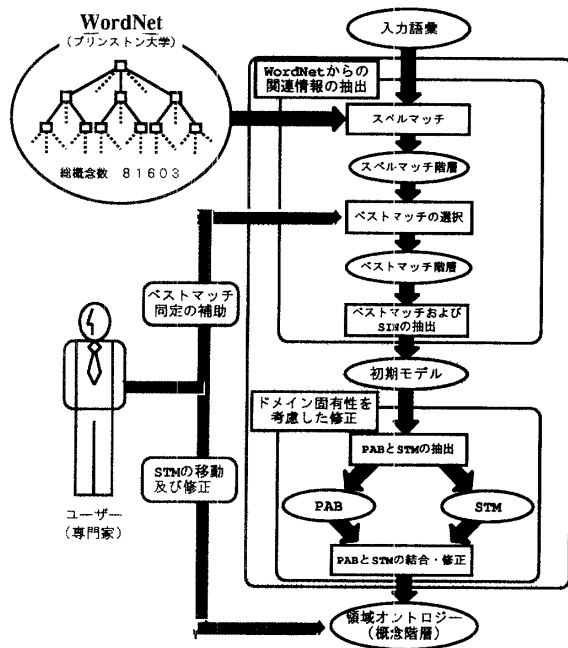 WordNet
(プリンストン大学)
総概念数 81603
入力語彙
WordNetからの
関連情報の抽出
スペルマッチ
スペルマッチ階層
ベストマッチの選択
ベストマッチ階層
ベストマッチおよび
SINの抽出
初期モデル
ベストマッチ
同定の補助
ドメイン固有性を
考慮した修正
PABとSTMの抽出
PAB
STM
PABとSTMの結合・修正
STMの移動
及び修正
ユーザー
(専門家)
領域オントロジー
(概念階層)